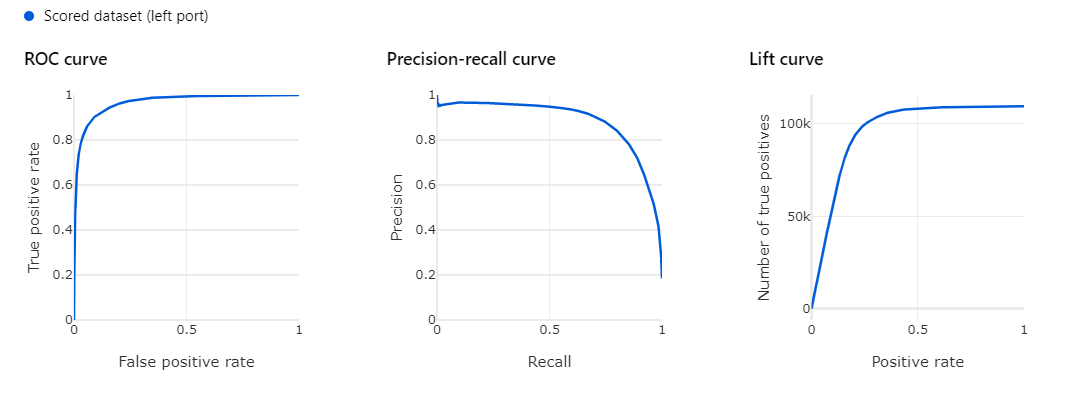 Scored dataset (left port)
ROC curve
True positive rate
1
0.8
0.6
0.4
0.2
0
0
0.5
1
False positive rate
Precision-recall curve
Precision
1
0.8
0.6
0.4
0.2
0
0
0.5
1
Recall
Lift curve
Number of true positives
100k
50k
0
0
0.5
1
Positive rate